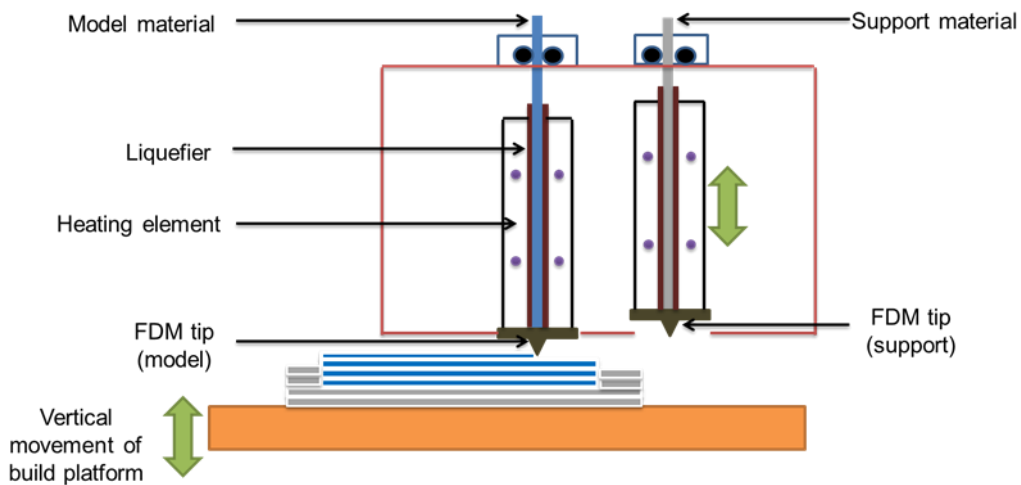 Model material
Support material
Liquefier
Heating element
FDM tip
(model)
FDM tip
(support)
Vertical
movement of
build platform